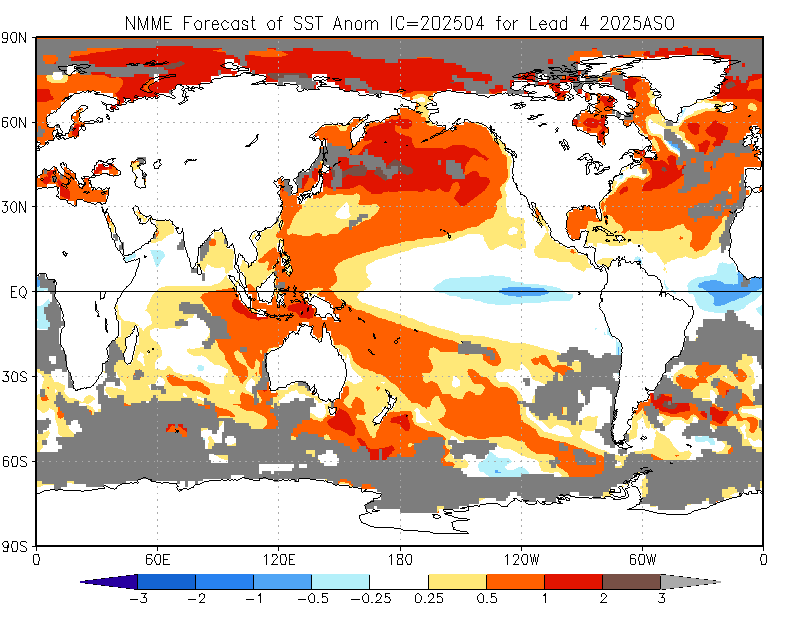 NMME Forecast of SST Anom IC=202504 for Lead 4 2025ASO
90N
60N
30N
EQ
30S
60S
90S
0 60E 120E 180 120W 60W 0
-3 -2 -1 -0.5 -0.25 0.25 0.5 1 2 3